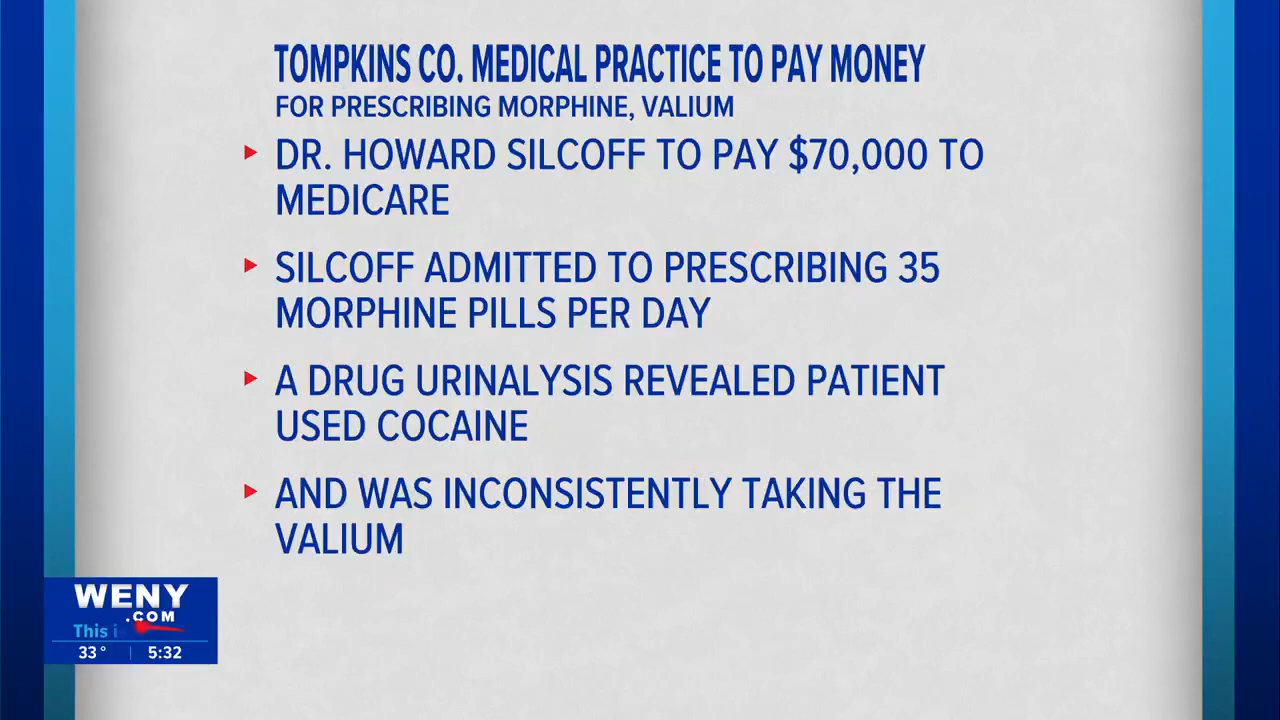 TOMPKINS CO. MEDICAL PRACTICE TO PAY MONEY
FOR PRESCRIBING MORPHINE, VALIUM
DR. HOWARD SILCOFF TO PAY $70,000 TO
MEDICARE
SILCOFF ADMITTED TO PRESCRIBING 35
MORPHINE PILLS PER DAY
A DRUG URINALYSIS REVEALED PATIENT
USED COCAINE
AND WAS INCONSISTENTLY TAKING THE
VALIUM
WENY
.COM
This i
33° | 5:32